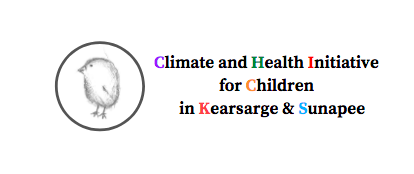 Climate and Health Initiative
for Children
in Kearsarge & Sunapee